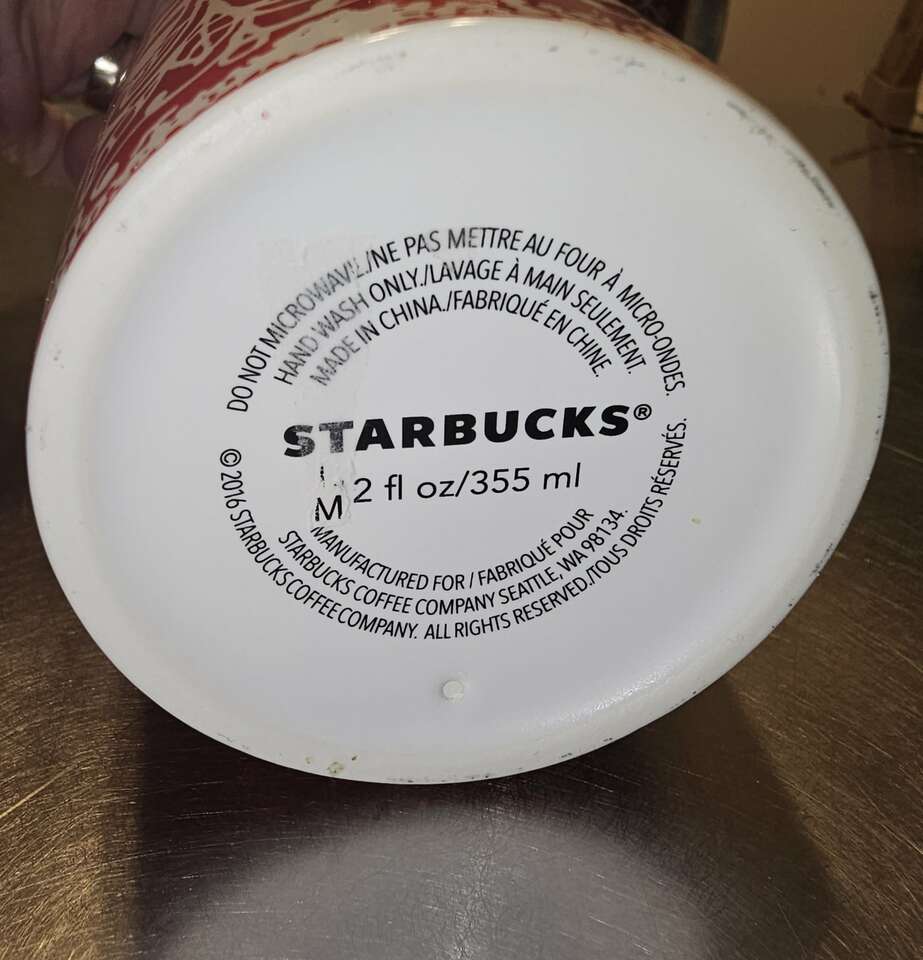 DO NOT MICROWAVE./NE PAS METTRE AU FOUR À MICRO-ONDES.
HAND WASH ONLY./LAVAGE À MAIN SEULEMENT.
MADE IN CHINA./FABRIQUÉ EN CHINE.
STARBUCKS®
2 fl oz/355 ml
M
MANUFACTURED FOR / FABRIQUÉ POUR
STARBUCKS COFFEE COMPANY SEATTLE, WA 98134.
© 2016 STARBUCKS COFFEE COMPANY. ALL RIGHTS RESERVED./TOUS DROITS RÉSERVÉS.